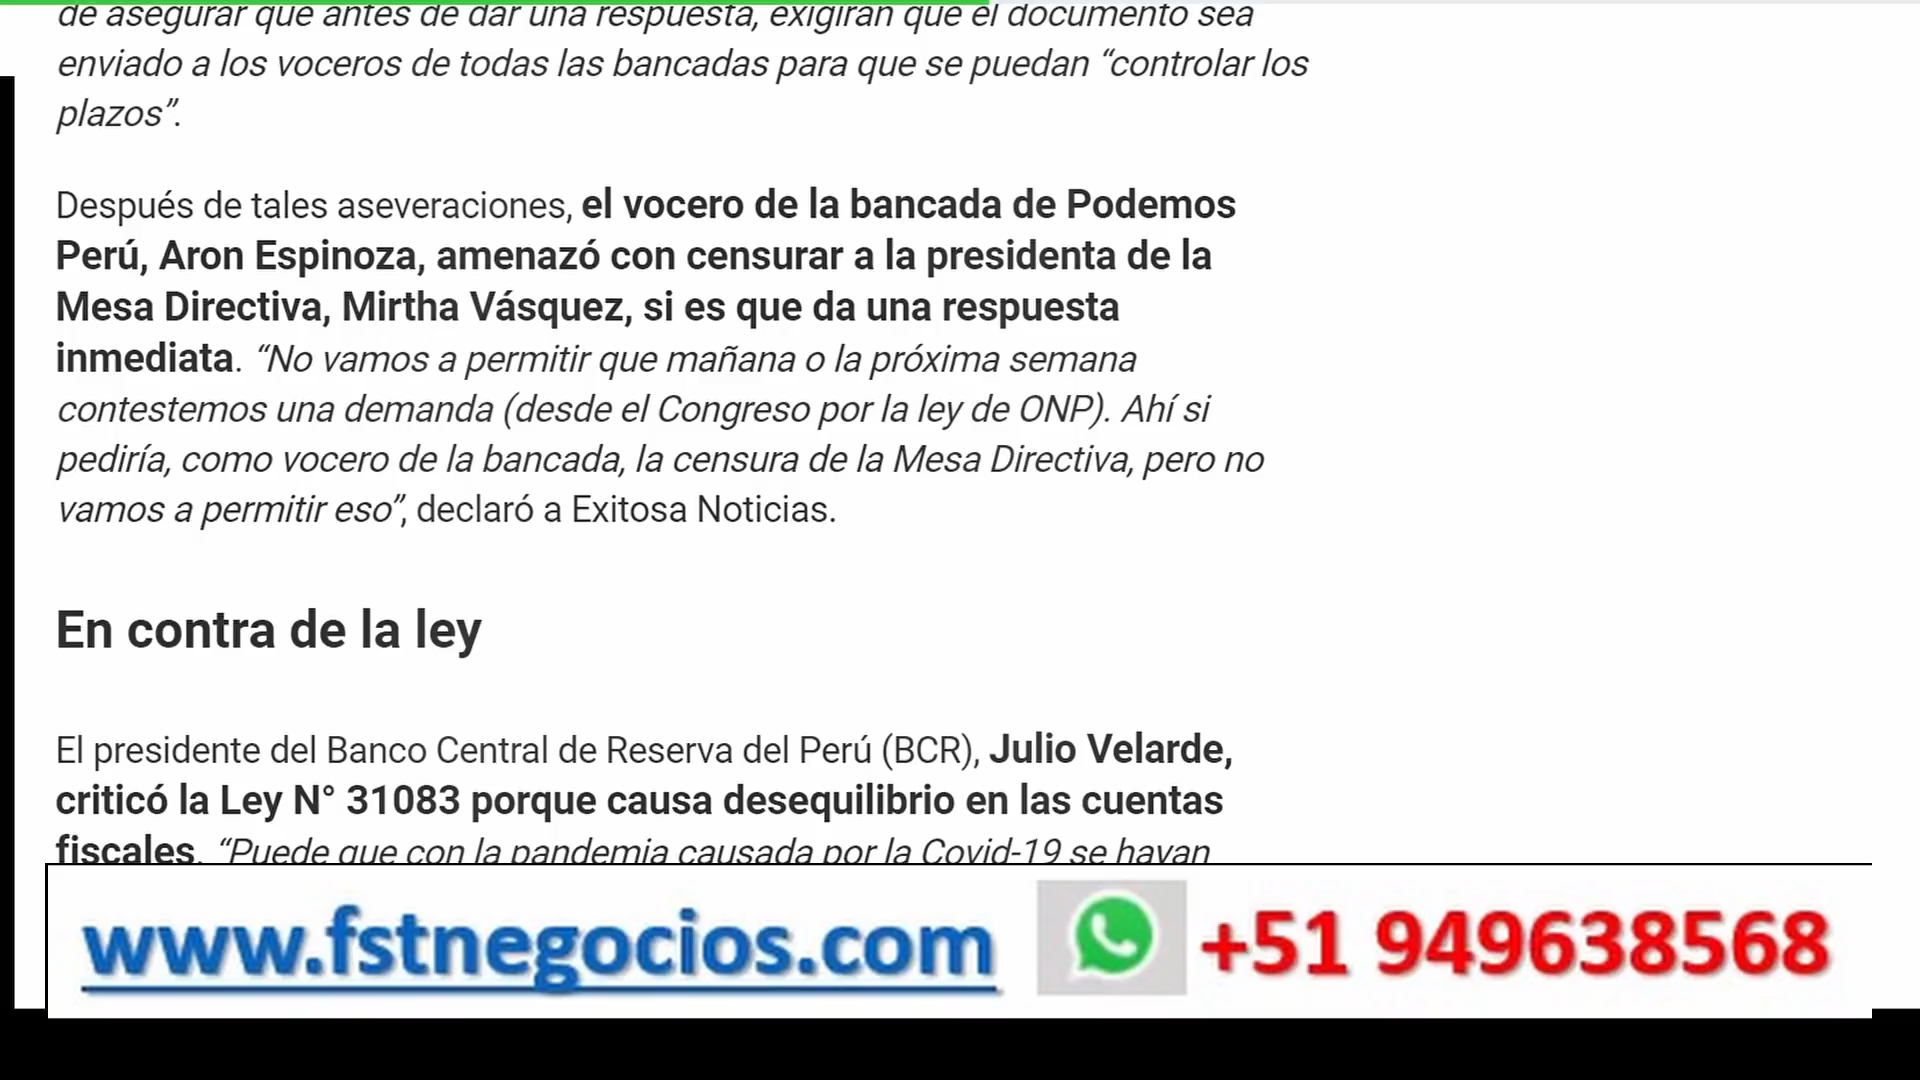 de asegurar que antes de dar una respuesta, exigirán que el documento sea
enviado a los voceros de todas las bancadas para que se puedan “controlar los
plazos”.
Después de tales aseveraciones, el vocero de la bancada de Podemos
Perú, Aron Espinoza, amenazó con censurar a la presidenta de la
Mesa Directiva, Mirtha Vásquez, si es que da una respuesta
inmediata. “No vamos a permitir que mañana o la próxima semana
contestemos una demanda (desde el Congreso por la ley de ONP). Ahí si
pediría, como vocero de la bancada, la censura de la Mesa Directiva, pero no
vamos a permitir eso”, declaró a Exitosa Noticias.
En contra de la ley
El presidente del Banco Central de Reserva del Perú (BCR), Julio Velarde,
criticó la Ley N° 31083 porque causa desequilibrio en las cuentas
fiscales. “Puede que con la pandemia causada por la Covid-19 se hayan
www.fstnegocios.com +51 949638568